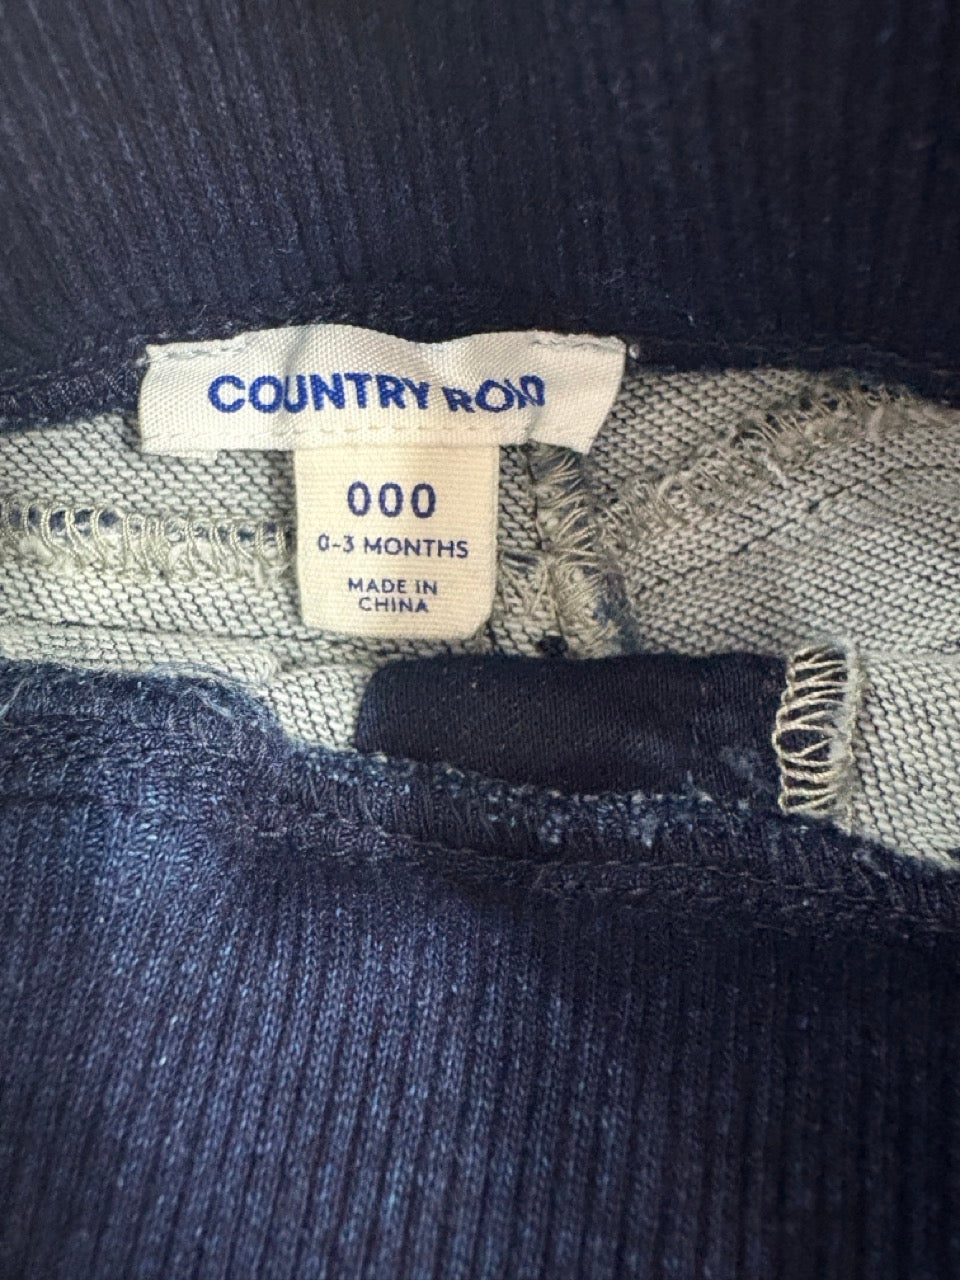 COUNTRY ROAD
000
0-3 MONTHS
MADE IN
CHINA